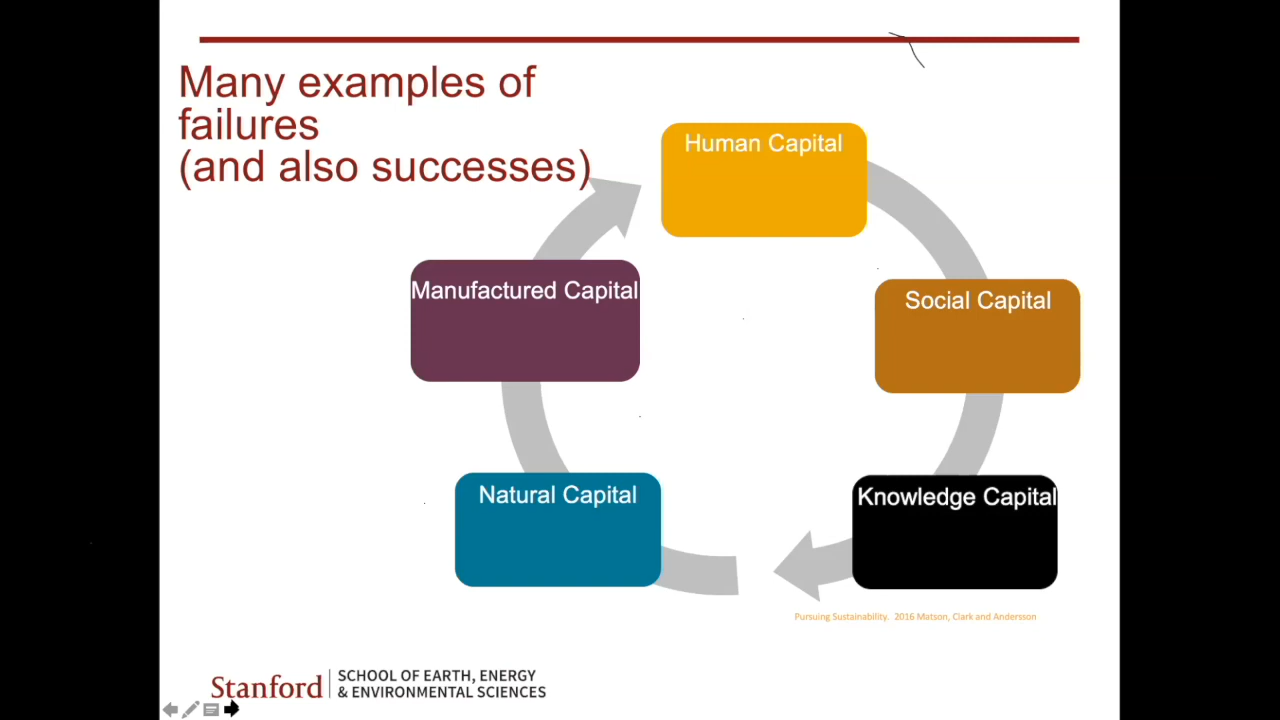 Many examples of
failures
(and also successes)
Human Capital
Manufactured Capital
Social Capital
Natural Capital
Knowledge Capital
Pursuing Sustainability. 2016 Matson, Clark and Andersson
Stanford
SCHOOL OF EARTH, ENERGY
& ENVIRONMENTAL SCIENCES